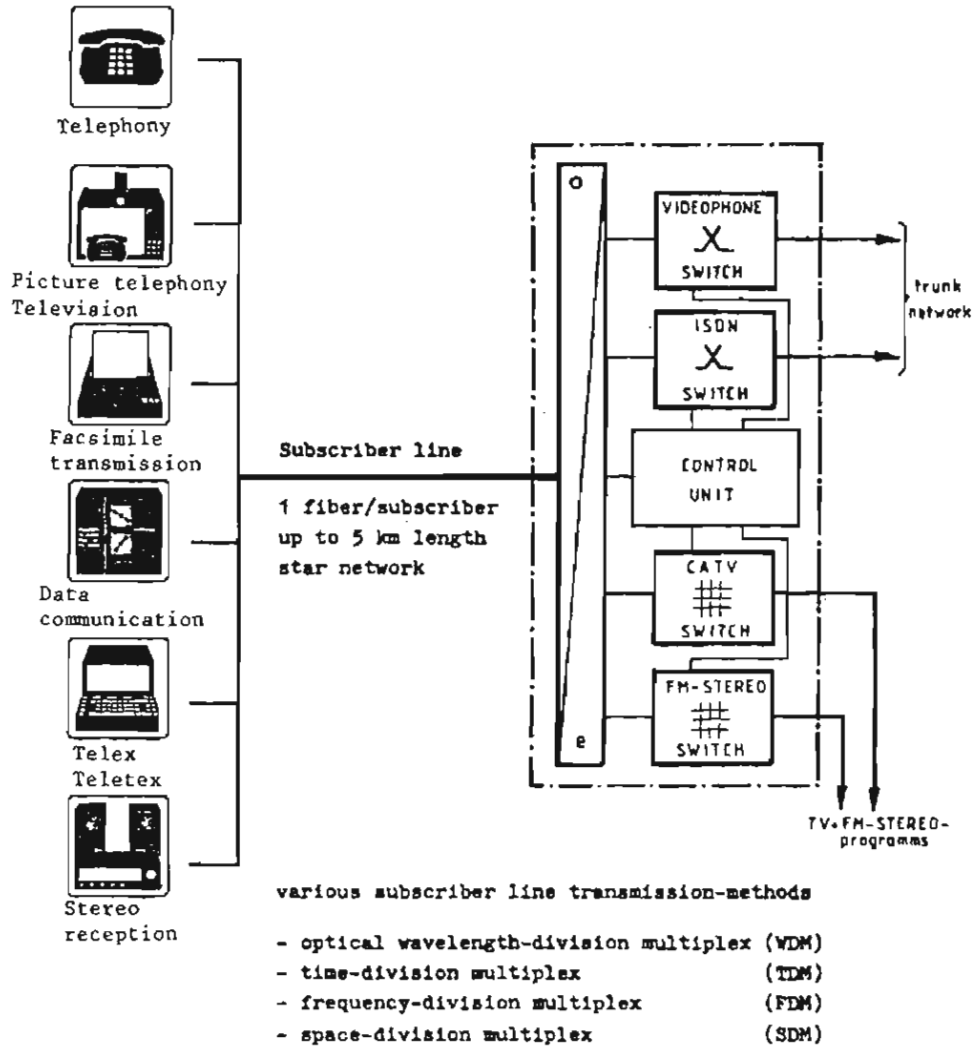 Telephony
Picture telephony
Television
Facsimile
transmission
Data
communication
Telex
Teletex
Stereo
reception
Subscriber line
1 fiber/subscriber
up to 5 km length
star network
o
e
VIDEOPHONE
SWITCH
ISDN
SWITCH
CONTROL
UNIT
CATV
SWITCH
FM-STEREO
SWITCH
trunk
network
TV+FM-STEREO-
programms
various subscriber line transmission-methods
- optical wavelength-division multiplex (WDM)
- time-division multiplex (TDM)
- frequency-division multiplex (FDM)
- space-division multiplex (SDM)